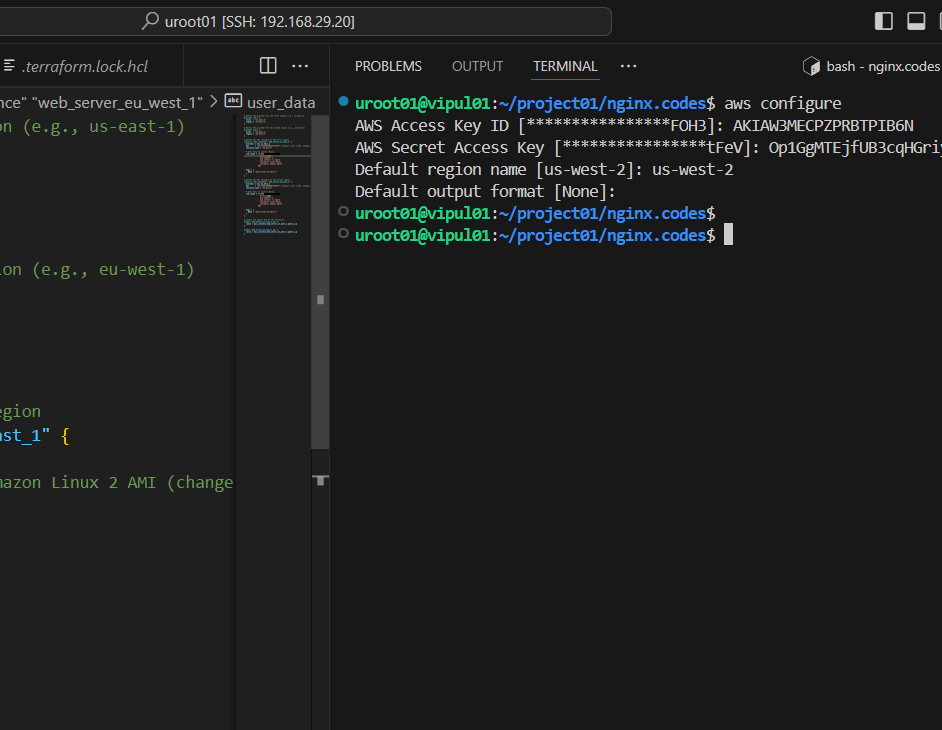 uroot01 [SSH: 192.168.29.20]
.terraform.lock.hcl
PROBLEMS OUTPUT TERMINAL
bash - nginx.codes
nce" "web_server_eu_west_1" > user_data
on (e.g., us-east-1)
ion (e.g., eu-west-1)
egion
ast_1" {
mazon Linux 2 AMI (change
uroot01@vipul01:~/project01/nginx.codes$ aws configure
AWS Access Key ID [****************FOH3]: AKIAW3MECPZPRBTPIB6N
AWS Secret Access Key [****************tFeV]: Op1GgMTEjfUB3cqHGriy
Default region name [us-west-2]: us-west-2
Default output format [None]:
uroot01@vipul01:~/project01/nginx.codes$
uroot01@vipul01:~/project01/nginx.codes$